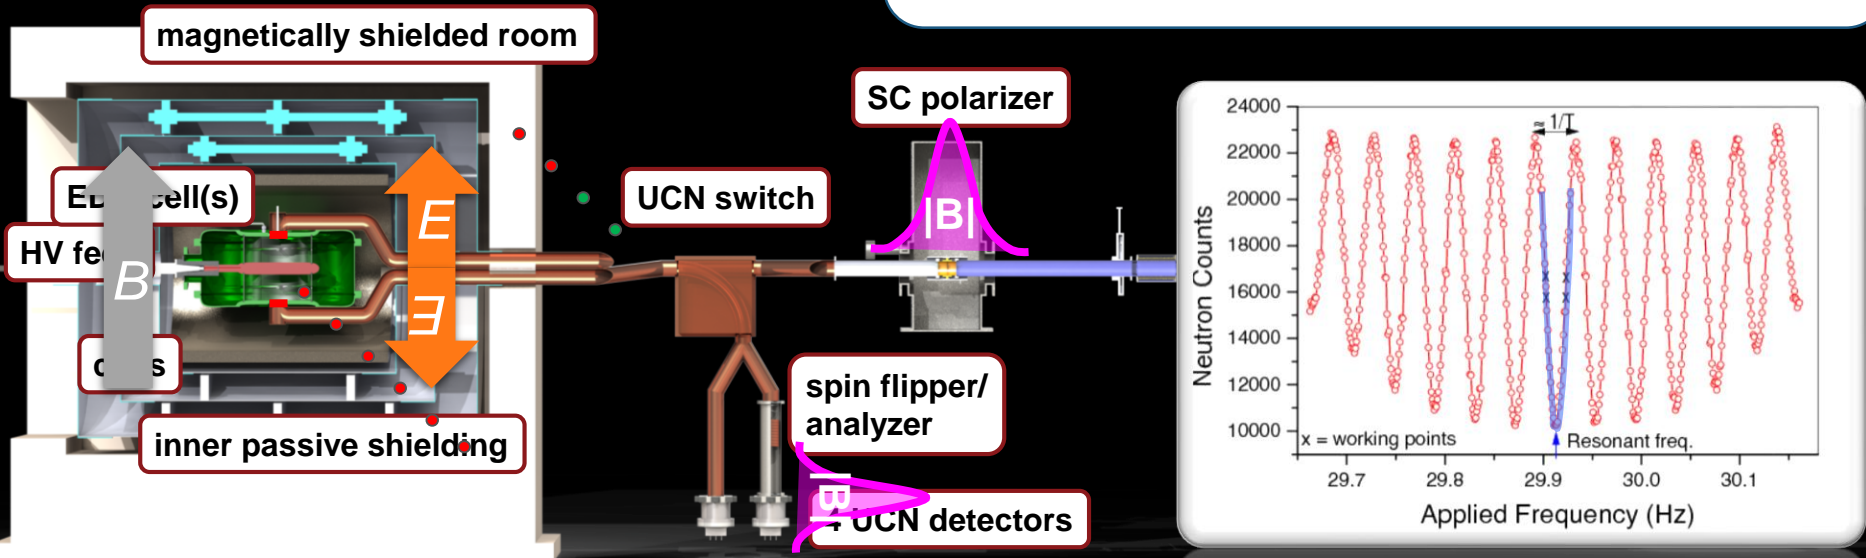 magnetically shielded room
SC polarizer
|B|
UCN switch
cell(s)
HV
B
E
E
inner passive shielding
spin flipper/
analyzer
|B|
4 UCN detectors
24000
22000
20000
18000
16000
14000
12000
10000
Neutron Counts
≈ 1/T
x = working points
Resonant freq.
29.7 29.8 29.9 30.0 30.1
Applied Frequency (Hz)